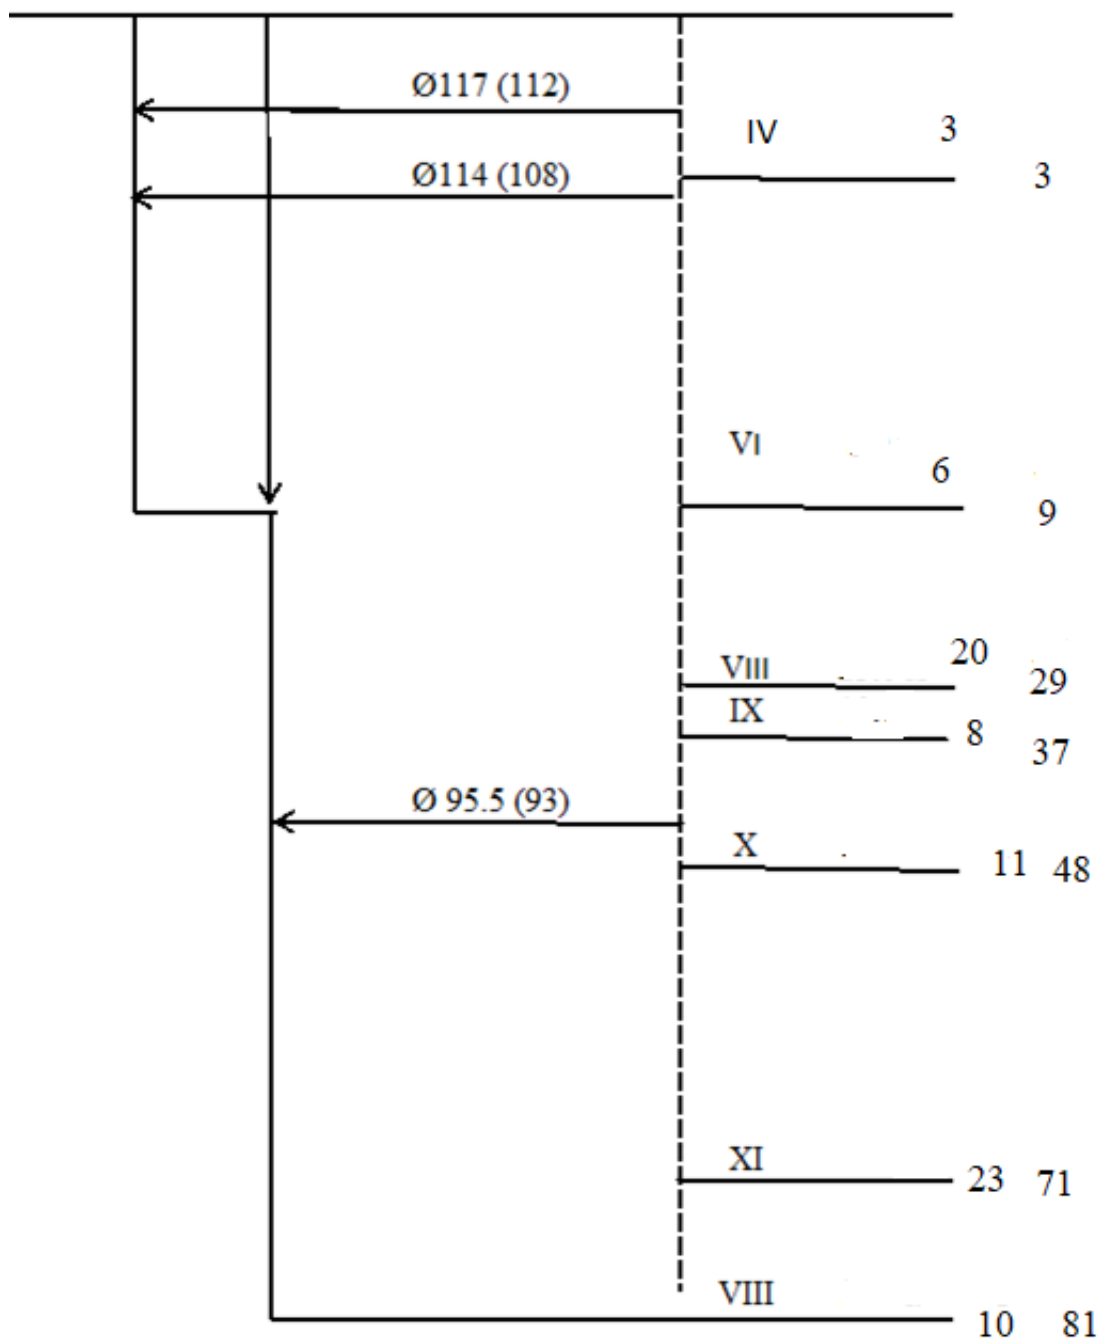 Ø117 (112)
IV 3
Ø114 (108) 3
VI 6
9
VIII 20
29
IX 8
37
Ø 95.5 (93)
X 11 48
XI 23 71
VIII
10 81